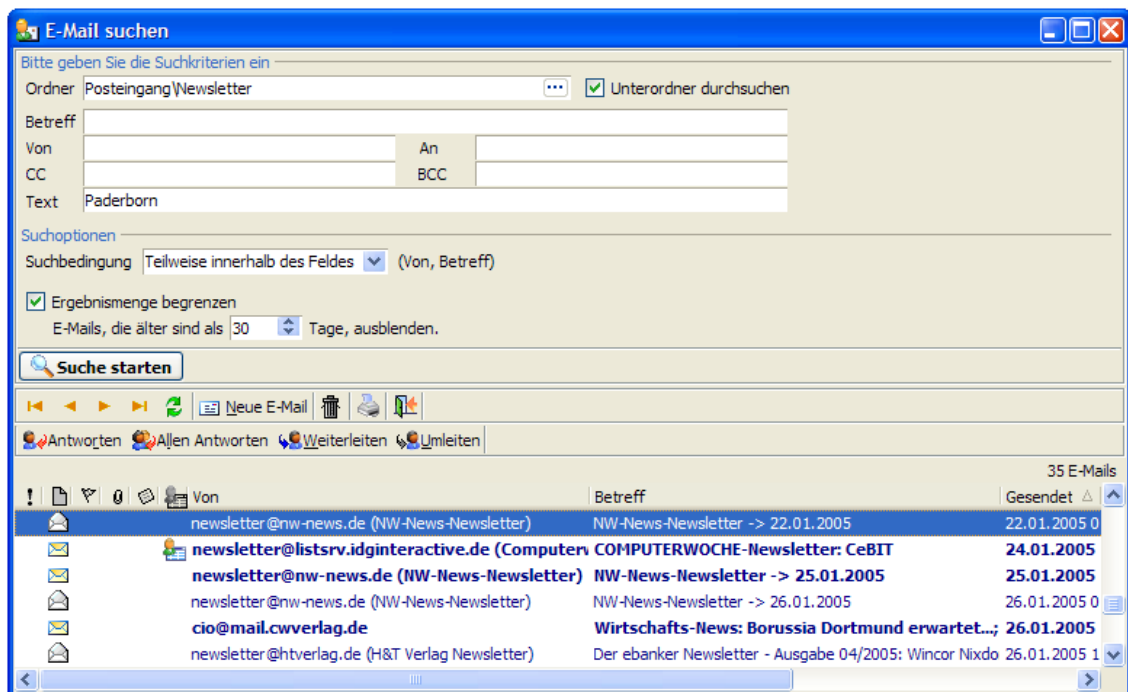 E-Mail suchen
Bitte geben Sie die Suchkriterien ein
Ordner Posteingang\Newsletter ... Unterordner durchsuchen
Betreff
Von An
CC BCC
Text Paderborn
Suchoptionen
Suchbedingung Teilweise innerhalb des Feldes (Von, Betreff)
Ergebnismenge begrenzen
E-Mails, die älter sind als 30 Tage, ausblenden.
Suche starten
Neue E-Mail
Antworten Allen Antworten Weiterleiten Umleiten
35 E-Mails
! Von Betreff Gesendet
newsletter@nw-news.de (NW-News-Newsletter) NW-News-Newsletter -> 22.01.2005 22.01.2005 0
newsletter@listsrv.idginteractive.de (Computerw COMPUTERWOCHE-Newsletter: CeBIT 24.01.2005
newsletter@nw-news.de (NW-News-Newsletter) NW-News-Newsletter -> 25.01.2005 25.01.2005
newsletter@nw-news.de (NW-News-Newsletter) NW-News-Newsletter -> 26.01.2005 26.01.2005 0
cio@mail.cwverlag.de Wirtschafts-News: Borussia Dortmund erwartet...; 26.01.2005
newsletter@htverlag.de (H&T Verlag Newsletter) Der ebanker Newsletter - Ausgabe 04/2005: Wincor Nixdo 26.01.2005 1